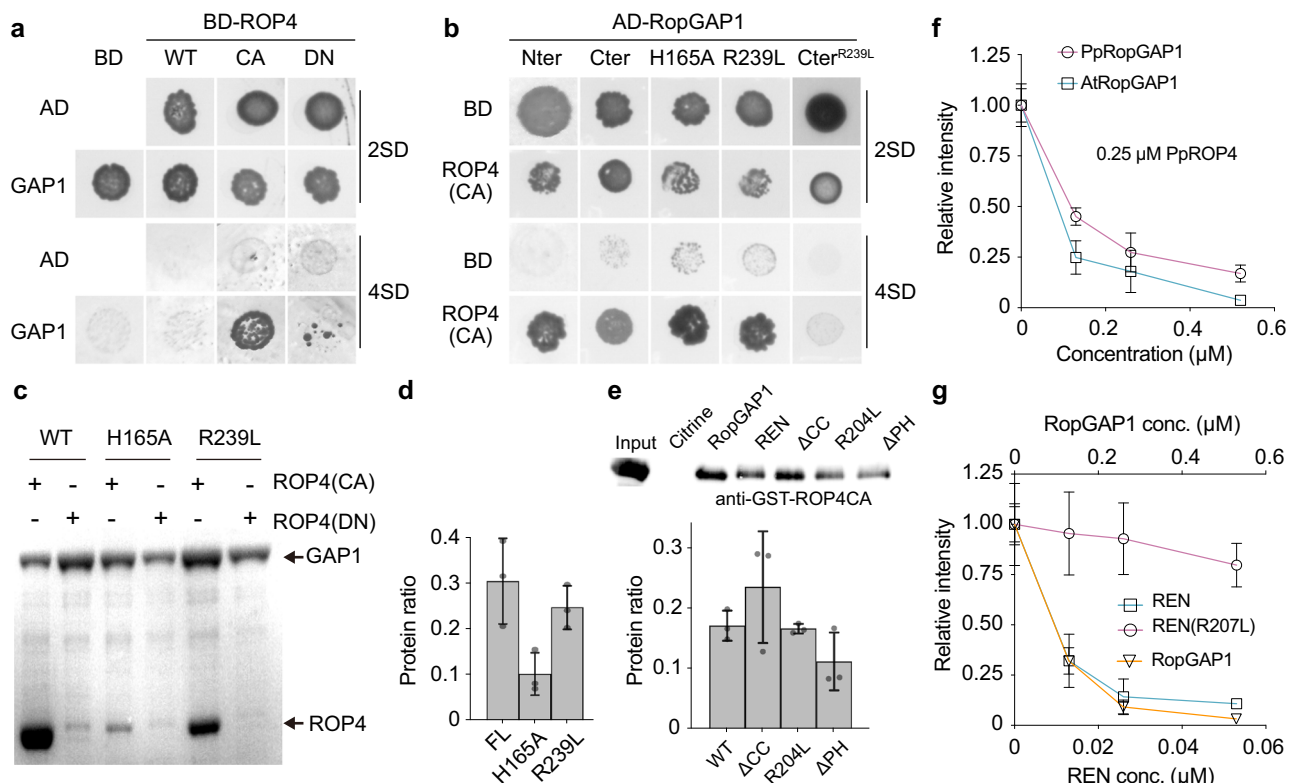 a
BD-ROP4
BD WT CA DN
AD
GAP1
2SD
AD
GAP1
4SD
b
AD-RopGAP1
Nter Cter H165A R239L Cter^R239L
BD
ROP4
(CA)
2SD
BD
ROP4
(CA)
4SD
c
WT H165A R239L
+ - + - + - ROP4(CA)
- + - + - + ROP4(DN)
GAP1
ROP4
d
Protein ratio
0.4
0.3
0.2
0.1
0
FL H165A R239L
e
Input Citrine RopGAP1 REN ΔCC R204L ΔPH
anti-GST-ROP4CA
Protein ratio
0.3
0.2
0.1
0
WT ΔCC R204L ΔPH
f
Relative intensity
1.25
1.00
0.75
0.50
0.25
0
PpRopGAP1
AtRopGAP1
0.25 µM PpROP4
0 0.2 0.4 0.6
Concentration (µM)
g
RopGAP1 conc. (µM)
0 0.2 0.4 0.6
Relative intensity
1.25
1.00
0.75
0.50
0.25
0
REN
REN(R207L)
RopGAP1
0 0.02 0.04 0.06
REN conc. (µM)